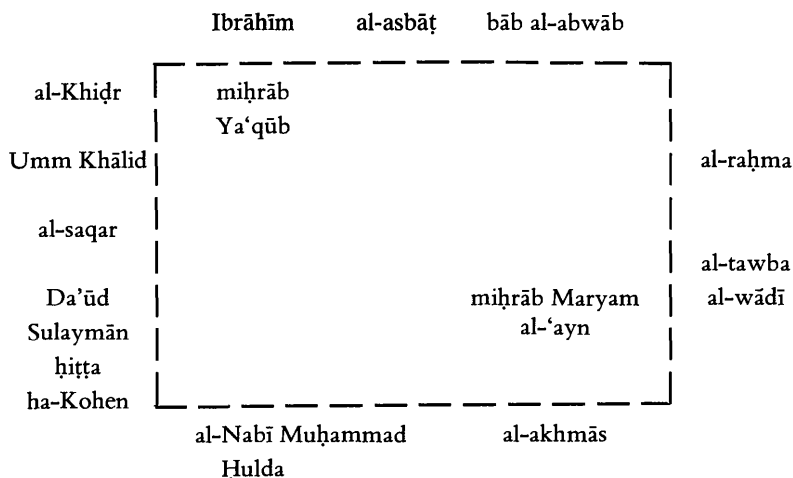 Ibrāhīm al-asbāṭ bāb al-abwāb
al-Khiḍr miḥrāb
Ya‘qūb
Umm Khālid al-raḥma
al-saqar
al-tawba
Da’ūd miḥrāb Maryam al-wādī
Sulaymān al-‘ayn
ḥiṭṭa
ha-Kohen
al-Nabī Muḥammad al-akhmās
Ḥulda